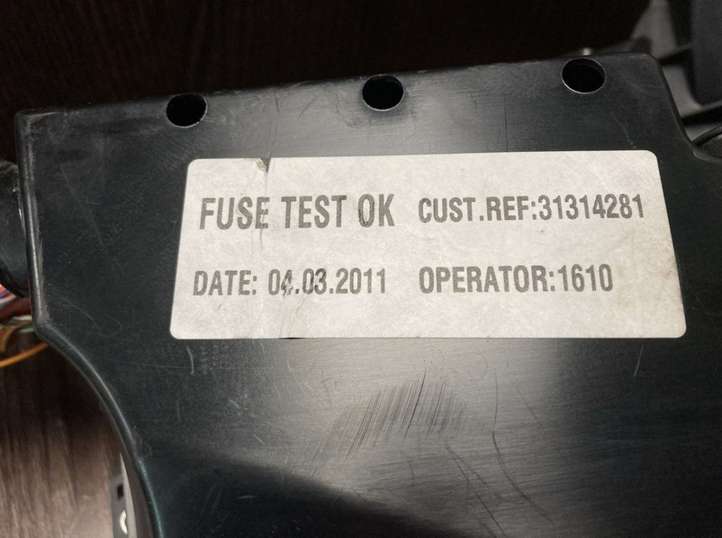 FUSE TEST OK CUST.REF:31314281
DATE: 04.03.2011 OPERATOR:1610